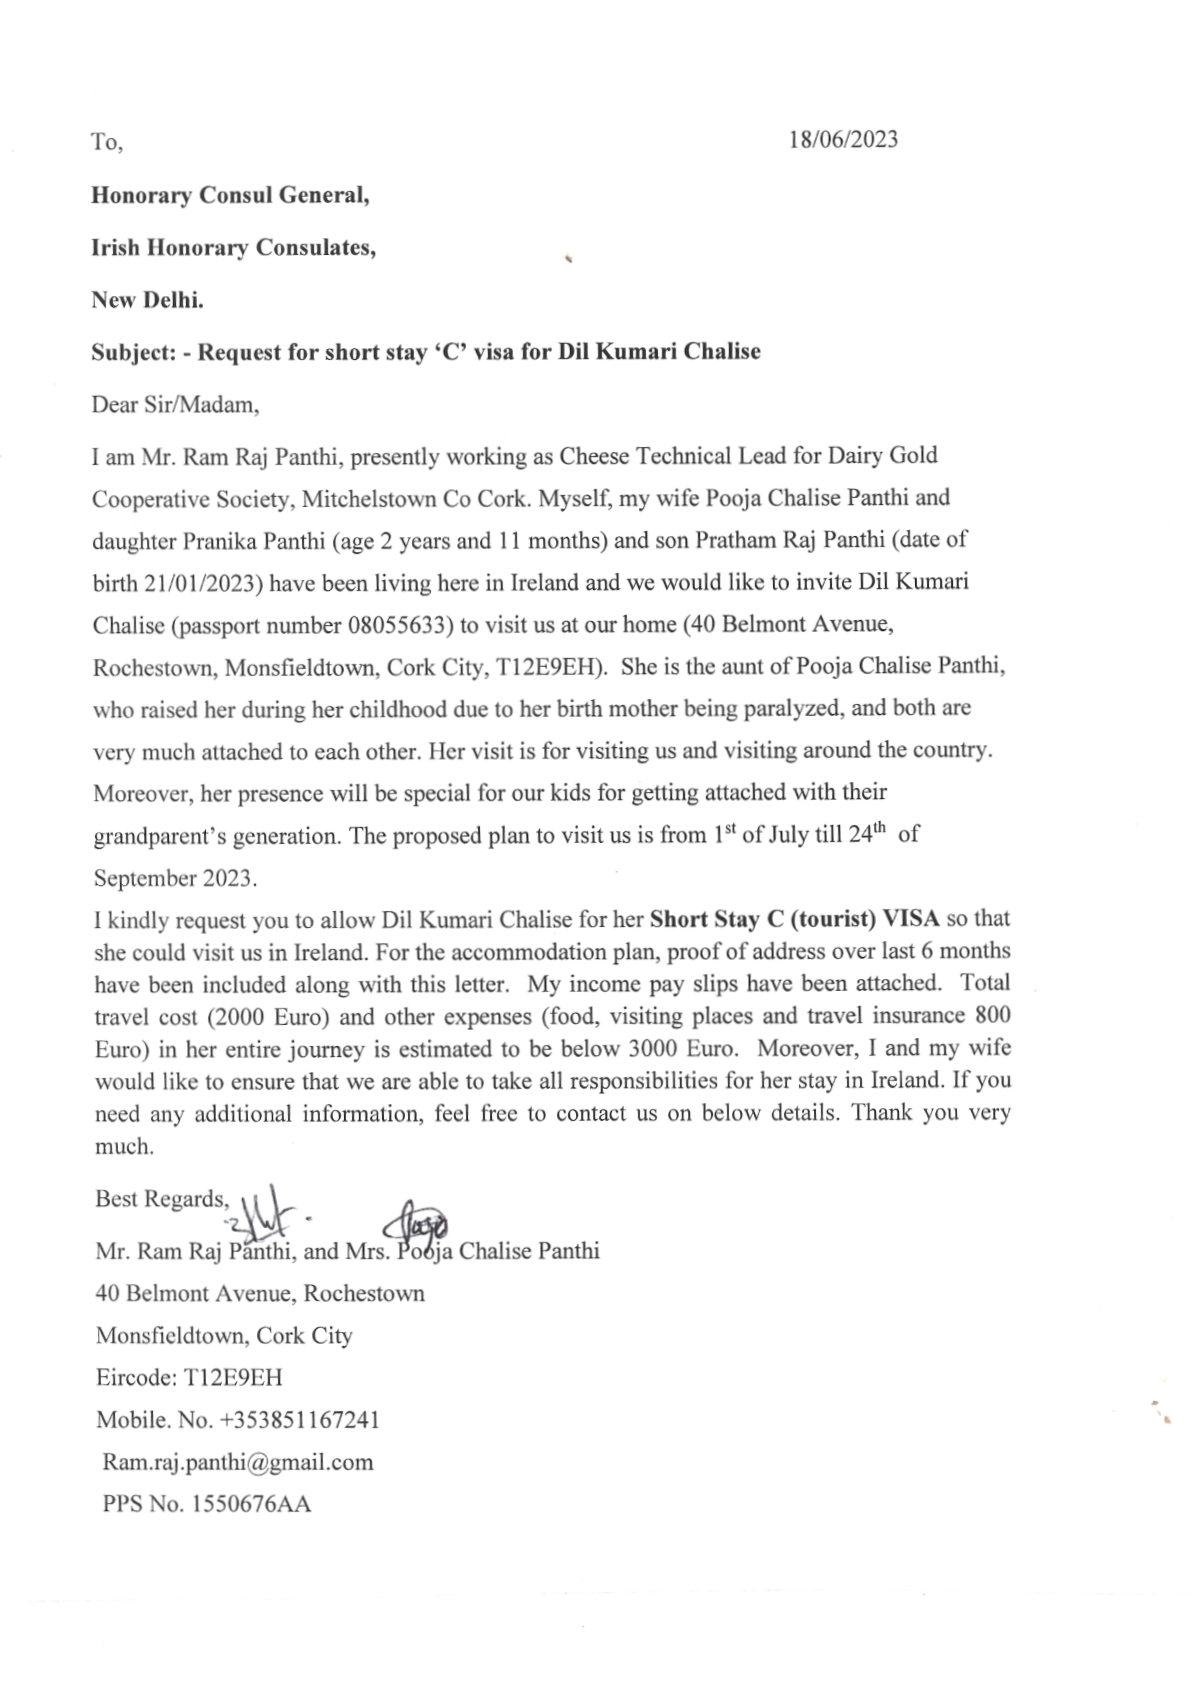 To, 18/06/2023
Honorary Consul General,
Irish Honorary Consulates,
New Delhi.
Subject: - Request for short stay ‘C’ visa for Dil Kumari Chalise
Dear Sir/Madam,
I am Mr. Ram Raj Panthi, presently working as Cheese Technical Lead for Dairy Gold
Cooperative Society, Mitchelstown Co Cork. Myself, my wife Pooja Chalise Panthi and
daughter Pranika Panthi (age 2 years and 11 months) and son Pratham Raj Panthi (date of
birth 21/01/2023) have been living here in Ireland and we would like to invite Dil Kumari
Chalise (passport number 08055633) to visit us at our home (40 Belmont Avenue,
Rochestown, Monsfieldtown, Cork City, T12E9EH). She is the aunt of Pooja Chalise Panthi,
who raised her during her childhood due to her birth mother being paralyzed, and both are
very much attached to each other. Her visit is for visiting us and visiting around the country.
Moreover, her presence will be special for our kids for getting attached with their
grandparent’s generation. The proposed plan to visit us is from 1st of July till 24th of
September 2023.
I kindly request you to allow Dil Kumari Chalise for her Short Stay C (tourist) VISA so that
she could visit us in Ireland. For the accommodation plan, proof of address over last 6 months
have been included along with this letter. My income pay slips have been attached. Total
travel cost (2000 Euro) and other expenses (food, visiting places and travel insurance 800
Euro) in her entire journey is estimated to be below 3000 Euro. Moreover, I and my wife
would like to ensure that we are able to take all responsibilities for her stay in Ireland. If you
need any additional information, feel free to contact us on below details. Thank you very
much.
Best Regards,
Mr. Ram Raj Panthi, and Mrs. Pooja Chalise Panthi
40 Belmont Avenue, Rochestown
Monsfieldtown, Cork City
Eircode: T12E9EH
Mobile. No. +353851167241
Ram.raj.panthi@gmail.com
PPS No. 1550676AA